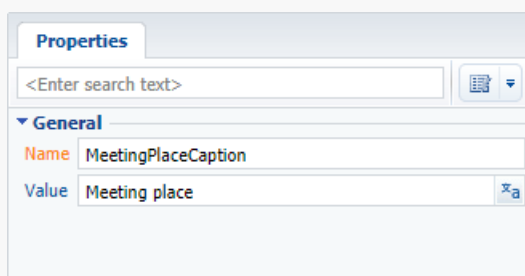 Properties
<Enter search text>
General
Name MeetingPlaceCaption
Value Meeting place